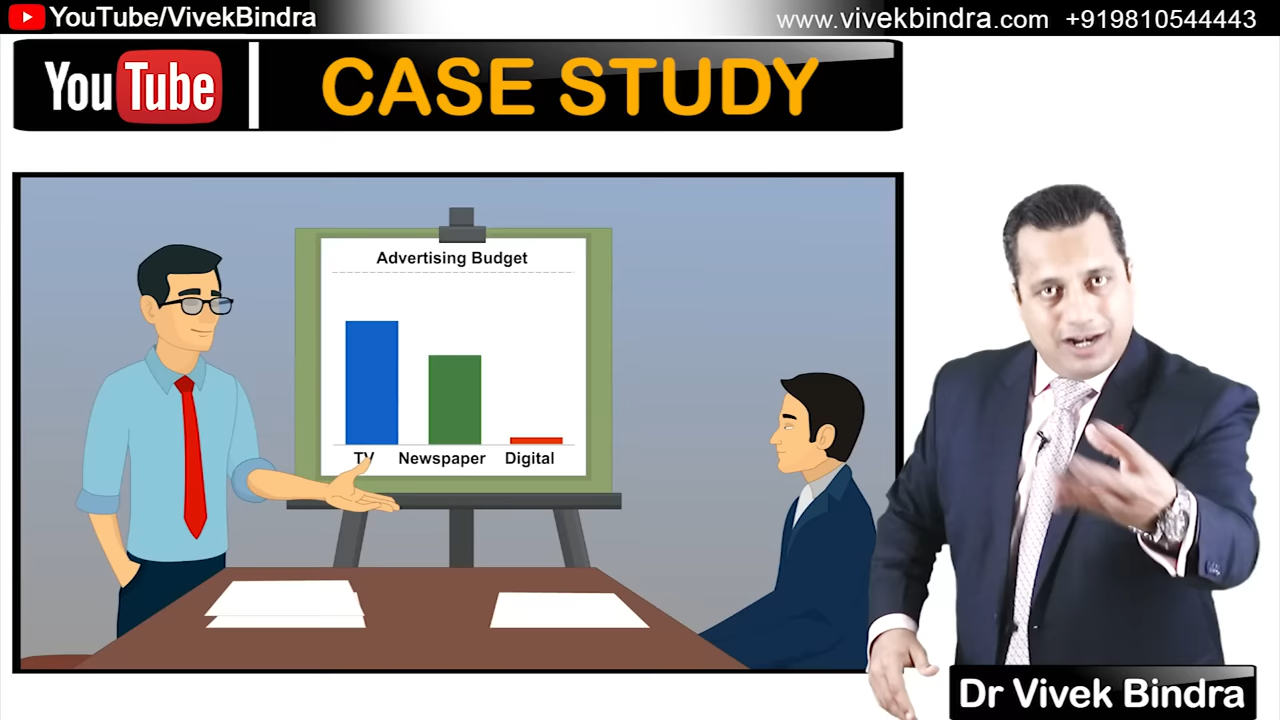 YouTube/VivekBindra
www.vivekbindra.com +919810544443
YouTube
CASE STUDY
Advertising Budget
TV Newspaper Digital
Dr Vivek Bindra